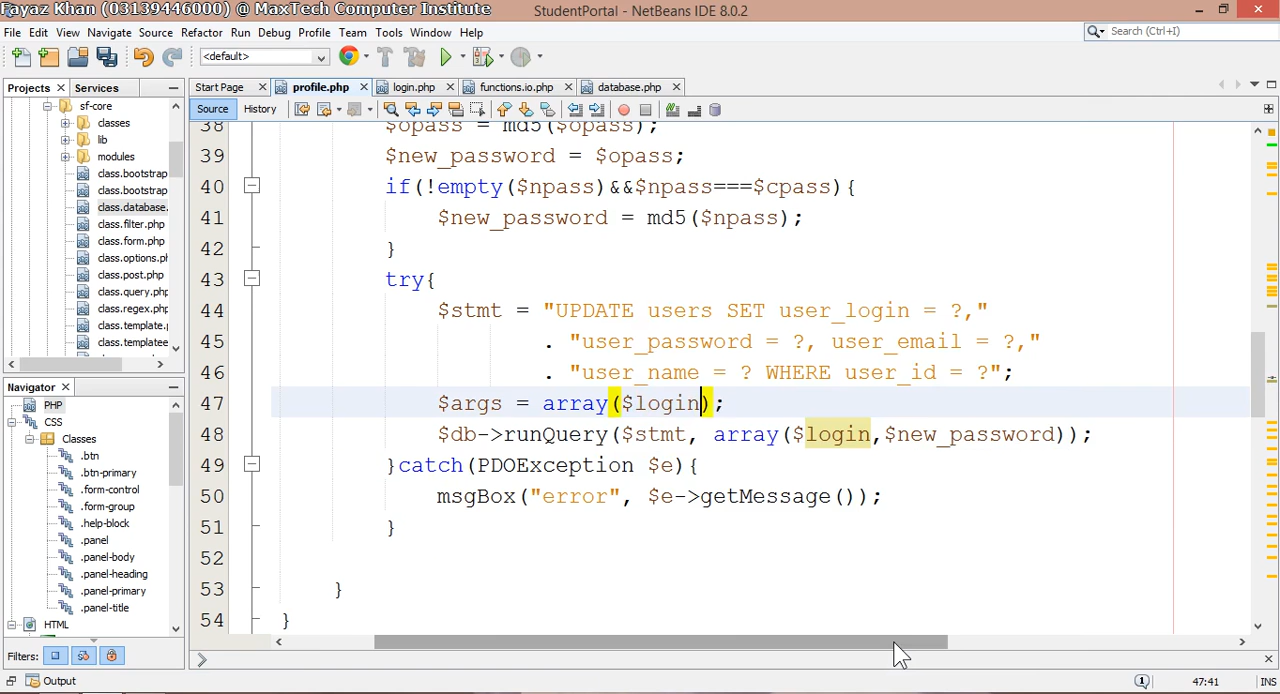 Fayaz Khan (03139446000) @ MaxTech Computer Institute
StudentPortal - NetBeans IDE 8.0.2
File Edit View Navigate Source Refactor Run Debug Profile Team Tools Window Help
Search (Ctrl+I)
<default>
Projects Services
Start Page profile.php login.php functions.io.php database.php
Source History
sf-core
classes
lib
modules
class.bootstrap
class.bootstrap
class.database.
class.filter.php
class.form.php
class.options.ph
class.post.php
class.query.php
class.regex.php
class.template.
class.templatee
38 $opass = md5($opass);
39 $new_password = $opass;
40 if(!empty($npass)&&$npass===$cpass){
41 $new_password = md5($npass);
42 }
43 try{
44 $stmt = "UPDATE users SET user_login = ?,"
45 . "user_password = ?, user_email = ?,"
46 . "user_name = ? WHERE user_id = ?";
47 $args = array($login);
48 $db->runQuery($stmt, array($login,$new_password));
49 }catch(PDOException $e){
50 msgBox("error", $e->getMessage());
51 }
52
53 }
54 }
Navigator
PHP
CSS
Classes
.btn
.btn-primary
.form-control
.form-group
.help-block
.panel
.panel-body
.panel-heading
.panel-primary
.panel-title
HTML
Filters:
Output
1
47:41
INS